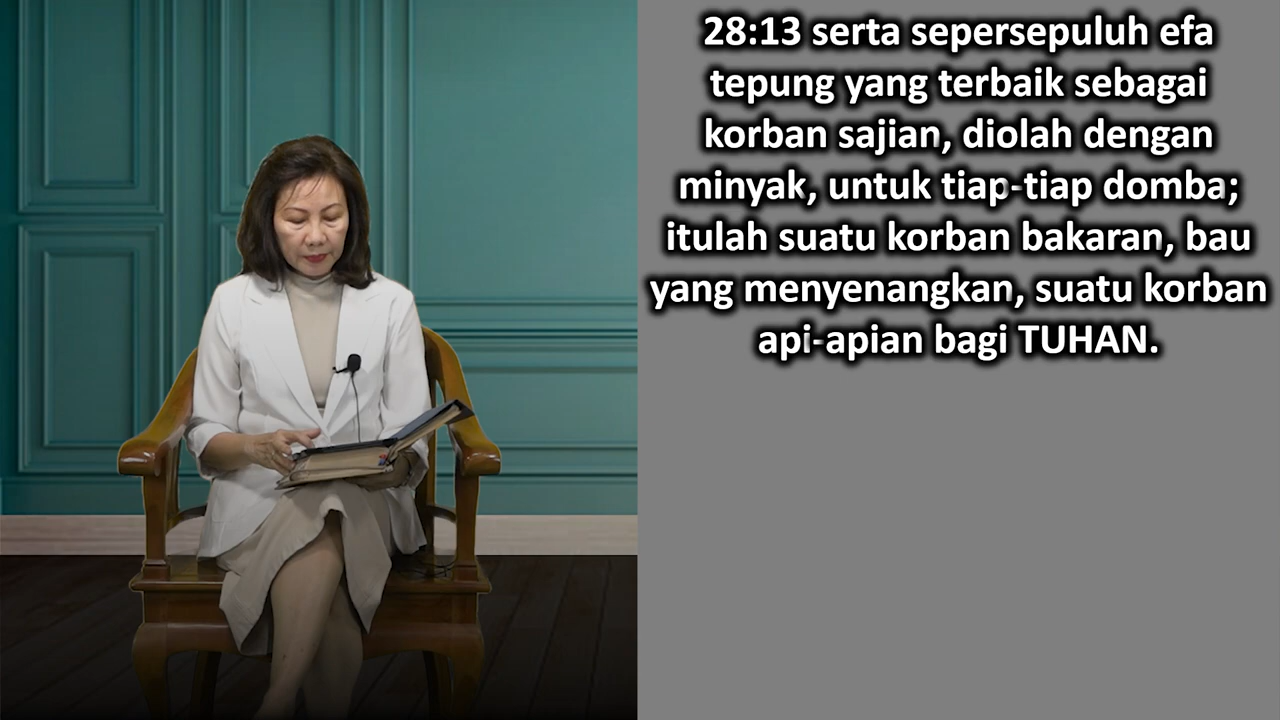 28:13 serta sepersepuluh efa
tepung yang terbaik sebagai
korban sajian, diolah dengan
minyak, untuk tiap-tiap domba;
itulah suatu korban bakaran, bau
yang menyenangkan, suatu korban
api-apian bagi TUHAN.